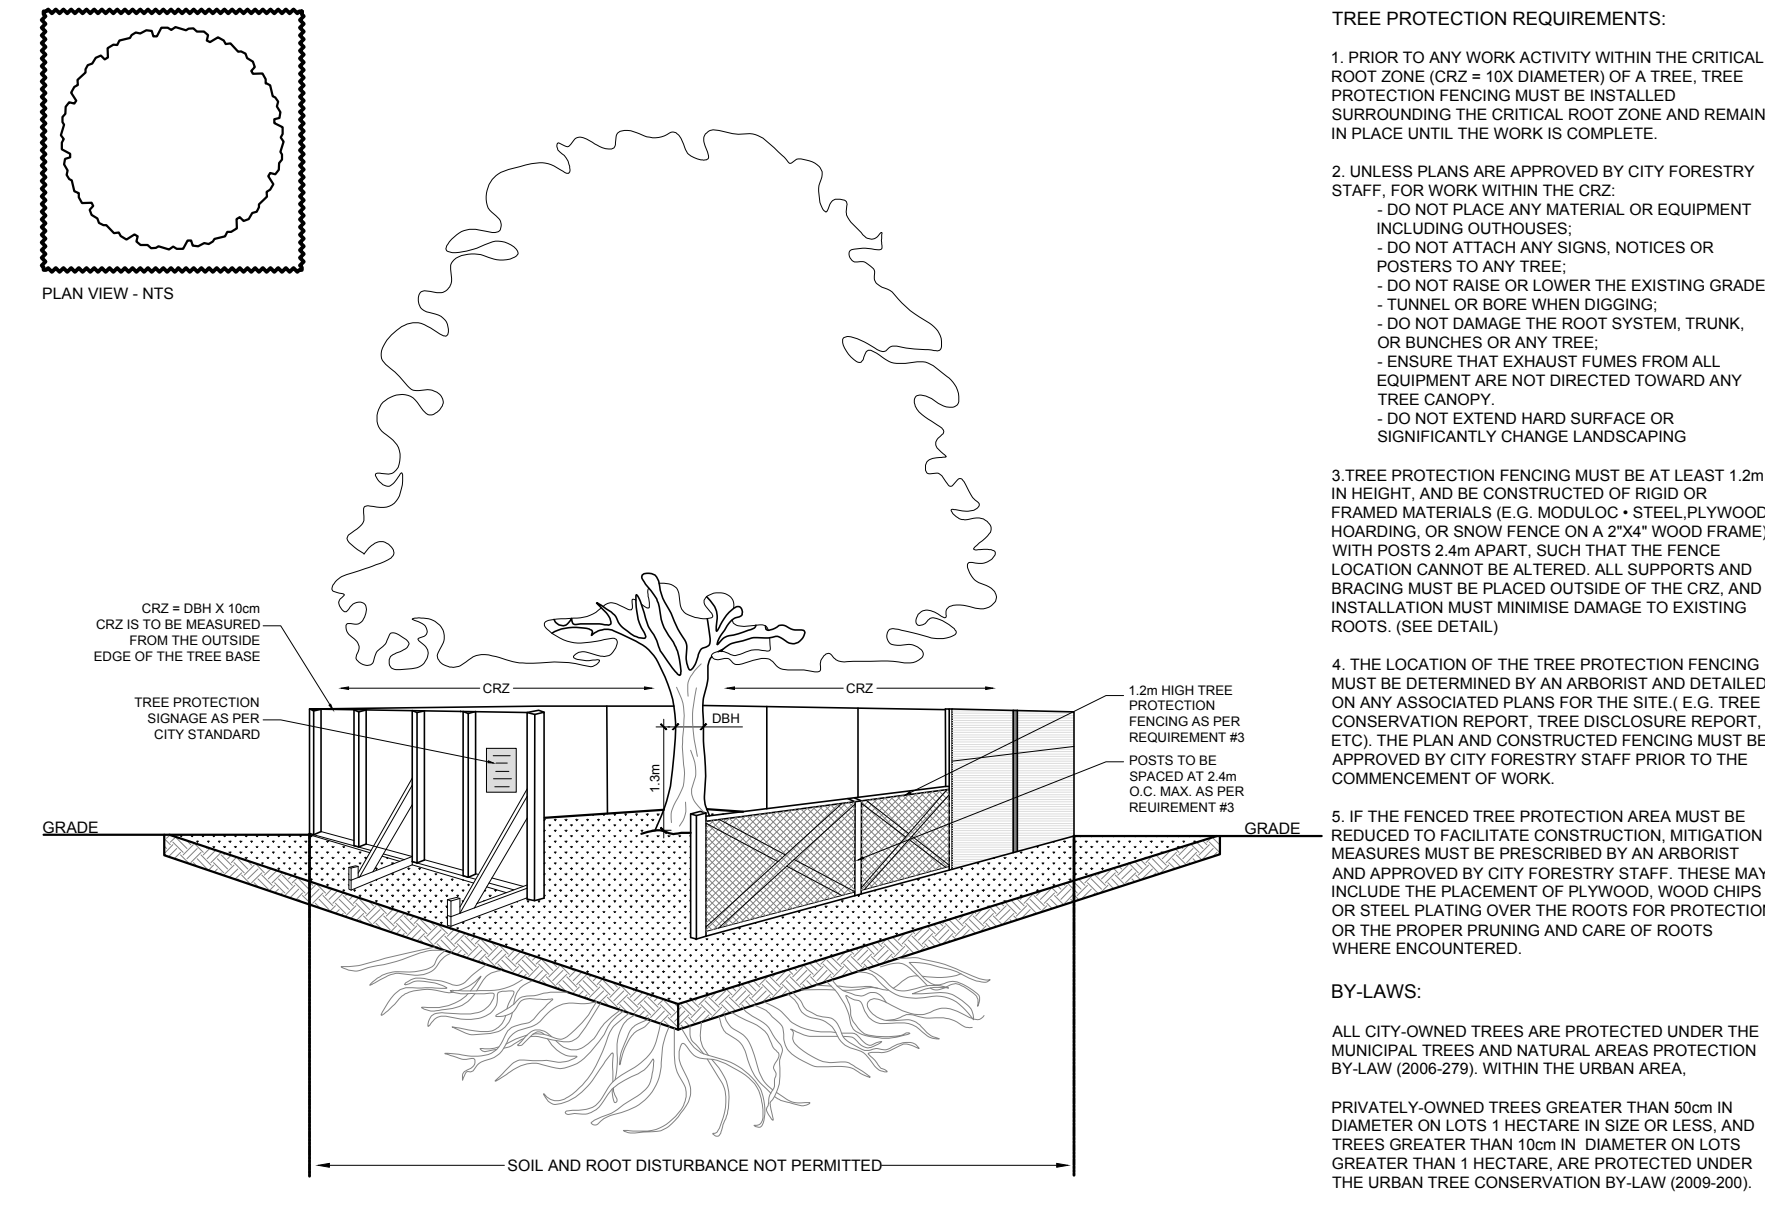 PLAN VIEW - NTS
CRZ = DBH X 10cm
CRZ IS TO BE MEASURED
FROM THE OUTSIDE
EDGE OF THE TREE BASE
TREE PROTECTION
SIGNAGE AS PER
CITY STANDARD
GRADE
CRZ
CRZ
DBH
1.3m
1.2m HIGH TREE
PROTECTION
FENCING AS PER
REQUIREMENT #3
POSTS TO BE
SPACED AT 2.4m
O.C. MAX. AS PER
REUIREMENT #3
GRADE
SOIL AND ROOT DISTURBANCE NOT PERMITTED
TREE PROTECTION REQUIREMENTS:
1. PRIOR TO ANY WORK ACTIVITY WITHIN THE CRITICAL
ROOT ZONE (CRZ = 10X DIAMETER) OF A TREE, TREE
PROTECTION FENCING MUST BE INSTALLED
SURROUNDING THE CRITICAL ROOT ZONE AND REMAIN
IN PLACE UNTIL THE WORK IS COMPLETE.
2. UNLESS PLANS ARE APPROVED BY CITY FORESTRY
STAFF, FOR WORK WITHIN THE CRZ:
- DO NOT PLACE ANY MATERIAL OR EQUIPMENT
INCLUDING OUTHOUSES;
- DO NOT ATTACH ANY SIGNS, NOTICES OR
POSTERS TO ANY TREE;
- DO NOT RAISE OR LOWER THE EXISTING GRADE
- TUNNEL OR BORE WHEN DIGGING;
- DO NOT DAMAGE THE ROOT SYSTEM, TRUNK,
OR BUNCHES OR ANY TREE;
- ENSURE THAT EXHAUST FUMES FROM ALL
EQUIPMENT ARE NOT DIRECTED TOWARD ANY
TREE CANOPY.
- DO NOT EXTEND HARD SURFACE OR
SIGNIFICANTLY CHANGE LANDSCAPING
3.TREE PROTECTION FENCING MUST BE AT LEAST 1.2m
IN HEIGHT, AND BE CONSTRUCTED OF RIGID OR
FRAMED MATERIALS (E.G. MODULOC • STEEL,PLYWOOD
HOARDING, OR SNOW FENCE ON A 2"X4" WOOD FRAME)
WITH POSTS 2.4m APART, SUCH THAT THE FENCE
LOCATION CANNOT BE ALTERED. ALL SUPPORTS AND
BRACING MUST BE PLACED OUTSIDE OF THE CRZ, AND
INSTALLATION MUST MINIMISE DAMAGE TO EXISTING
ROOTS. (SEE DETAIL)
4. THE LOCATION OF THE TREE PROTECTION FENCING
MUST BE DETERMINED BY AN ARBORIST AND DETAILED
ON ANY ASSOCIATED PLANS FOR THE SITE.( E.G. TREE
CONSERVATION REPORT, TREE DISCLOSURE REPORT,
ETC). THE PLAN AND CONSTRUCTED FENCING MUST BE
APPROVED BY CITY FORESTRY STAFF PRIOR TO THE
COMMENCEMENT OF WORK.
5. IF THE FENCED TREE PROTECTION AREA MUST BE
REDUCED TO FACILITATE CONSTRUCTION, MITIGATION
MEASURES MUST BE PRESCRIBED BY AN ARBORIST
AND APPROVED BY CITY FORESTRY STAFF. THESE MAY
INCLUDE THE PLACEMENT OF PLYWOOD, WOOD CHIPS
OR STEEL PLATING OVER THE ROOTS FOR PROTECTION
OR THE PROPER PRUNING AND CARE OF ROOTS
WHERE ENCOUNTERED.
BY-LAWS:
ALL CITY-OWNED TREES ARE PROTECTED UNDER THE
MUNICIPAL TREES AND NATURAL AREAS PROTECTION
BY-LAW (2006-279). WITHIN THE URBAN AREA,
PRIVATELY-OWNED TREES GREATER THAN 50cm IN
DIAMETER ON LOTS 1 HECTARE IN SIZE OR LESS, AND
TREES GREATER THAN 10cm IN DIAMETER ON LOTS
GREATER THAN 1 HECTARE, ARE PROTECTED UNDER
THE URBAN TREE CONSERVATION BY-LAW (2009-200).